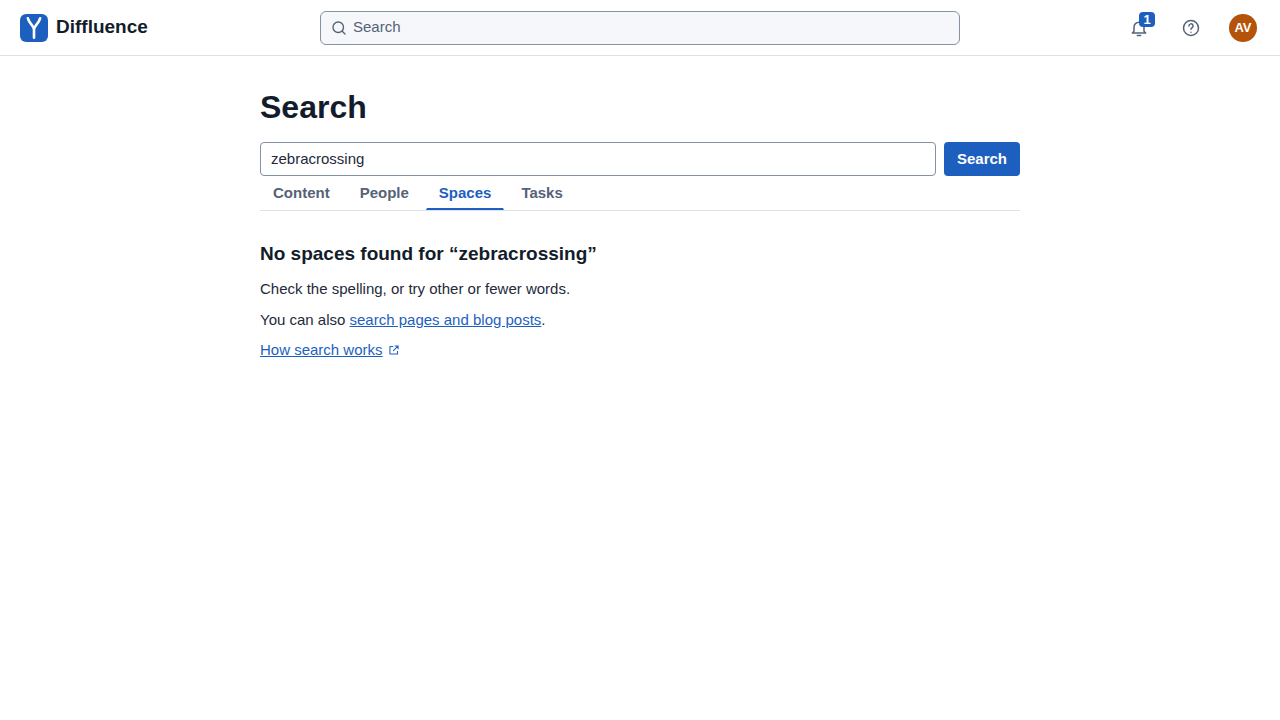 Diffluence
Search
1
AV
Search
zebracrossing
Search
Content People Spaces Tasks
No spaces found for “zebracrossing”
Check the spelling, or try other or fewer words.
You can also search pages and blog posts.
How search works